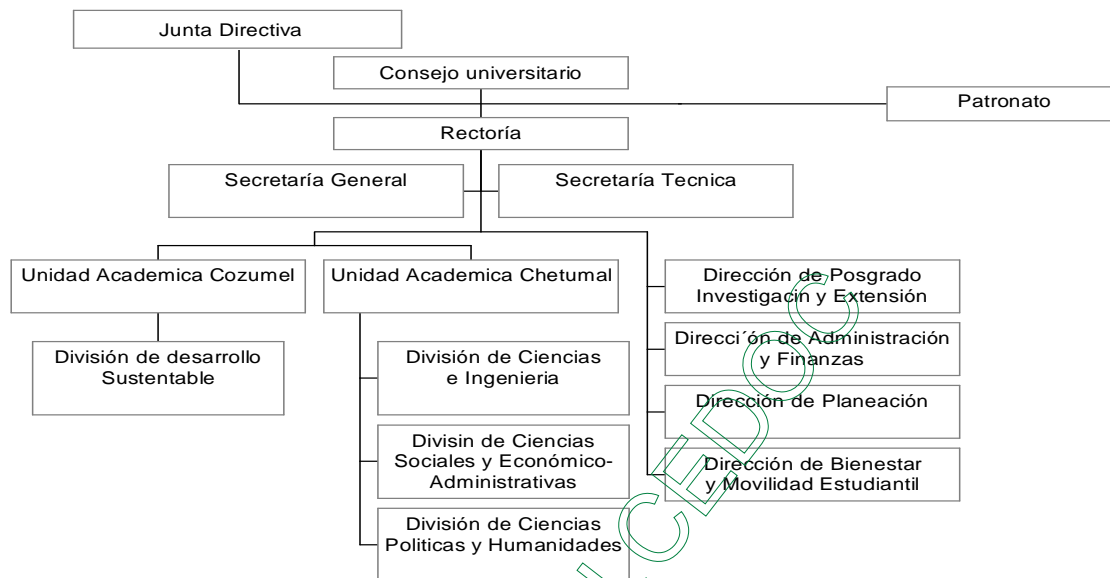 Junta Directiva
Consejo universitario
Patronato
Rectoría
Secretaría General
Secretaría Tecnica
Unidad Academica Cozumel
Unidad Academica Chetumal
División de desarrollo
Sustentable
División de Ciencias
e Ingenieria
Divisin de Ciencias
Sociales y Económico-
Administrativas
División de Ciencias
Politicas y Humanidades
Dirección de Posgrado
Investigacin y Extensión
Direcci´ón de Administración
y Finanzas
Dirección de Planeación
Dirección de Bienestar
y Movilidad Estudiantil
CEDOC